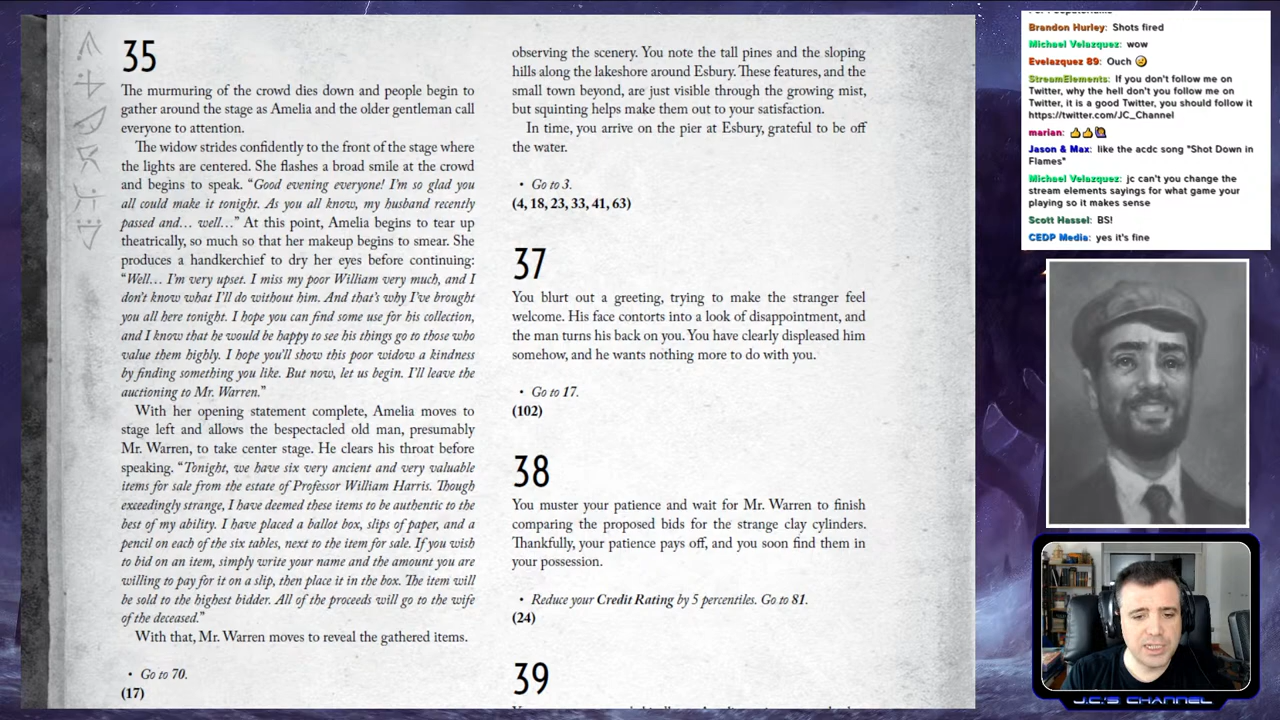 35
The murmuring of the crowd dies down as people begin to
gather around the stage as Amelia and the older gentleman call
everyone to attention.
The widow strides confidently to the front of the stage where
the lights are centered. She flashes a toothy smile at the crowd
and begins to speak. “Good evening everyone! I'm so glad you
all could make it tonight. As you all know, my husband recently
passed and… well…” At this point, Amelia begins to tear up
theatrically, so much so that her makeup begins to smear. She
produces a handkerchief to dry her eyes before continuing:
“Well… I'm very upset. I miss my poor William very much, and I
don't know what I'll do without him. And that's why I've brought
you all here tonight. I hope you can find some use for his collection,
and I know that he would be happy to see his things go to those who
value them highly. I hope you'll show this poor widow a kindness
by finding something you like. But now, let us begin. I'll leave the
auctioning to Mr. Warren.”
With her opening statement complete, Amelia moves to
stage left and allows the bespectacled old man, presumably
Mr. Warren, to take center stage. He clears his throat before
speaking. “Tonight, we have six very ancient and very valuable
items for sale from the estate of Professor William Harris. Though
exceedingly strange, I have deemed these items to be authentic to the
best of my ability. I have placed a ballot box, slips of paper, and a
pencil on each of the six tables, next to the item for sale. If you wish
to bid on an item, simply write your name and the amount you are
willing to pay for it on a slip, then place it in the box. The item will
be sold to the highest bidder. All of the proceeds will go to the wife
of the deceased.”
With that, Mr. Warren moves to reveal the gathered items.
• Go to 70.
(17)
observing the scenery. You note the tall pines and the sloping
hills along the lakeshore around Esbury. These features, and the
small town beyond, are just visible through the growing mist,
but squinting helps make them out to your satisfaction.
In time, you arrive on the pier at Esbury, grateful to be off
the water.
• Go to 3.
(4, 18, 23, 33, 41, 63)
37
You blurt out a greeting, trying to make the stranger feel
welcome. His face contorts into a look of disappointment, and
the man turns his back on you. You have clearly displeased him
somehow, and he wants nothing more to do with you.
• Go to 17.
(102)
38
You muster your patience and wait for Mr. Warren to finish
comparing the proposed bids for the strange clay cylinders.
Thankfully, your patience pays off, and you soon find them in
your possession.
• Reduce your Credit Rating by 5 percentiles. Go to 81.
(24)
39
Brandon Hurley: Shots fired
Michael Velazquez: wow
Evelazquez 89: Ouch
StreamElements: If you don't follow me on
Twitter, why the hell don't you follow me on
Twitter, it is a good Twitter, you should follow it
https://twitter.com/JC_Channel
marian:
Jason & Max: like the acdc song "Shot Down in
Flames"
Michael Velazquez: jc can't you change the
stream elements sayings for what game your
playing so it makes sense
Scott Hassel: BS!
CEDP Media: yes it's fine
J.C.'S CHANNEL